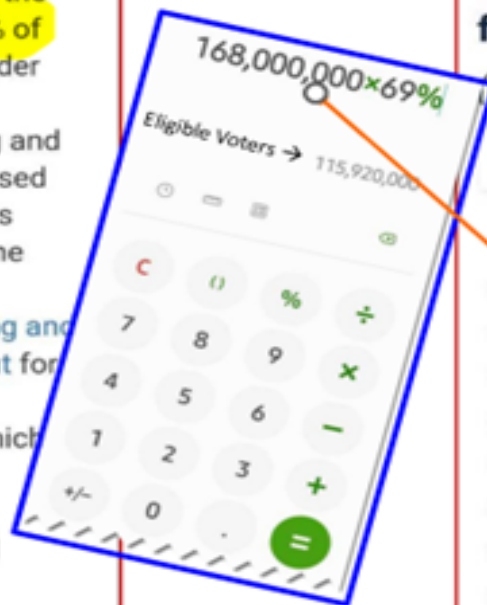 % of
der
168,000,000×69%
Eligible Voters → 115,920,000
and
sed
s
ne
C () % ÷
7 8 9 ×
g and
t for
4 5 6 −
1 2 3 +
hich
+/− 0 . =